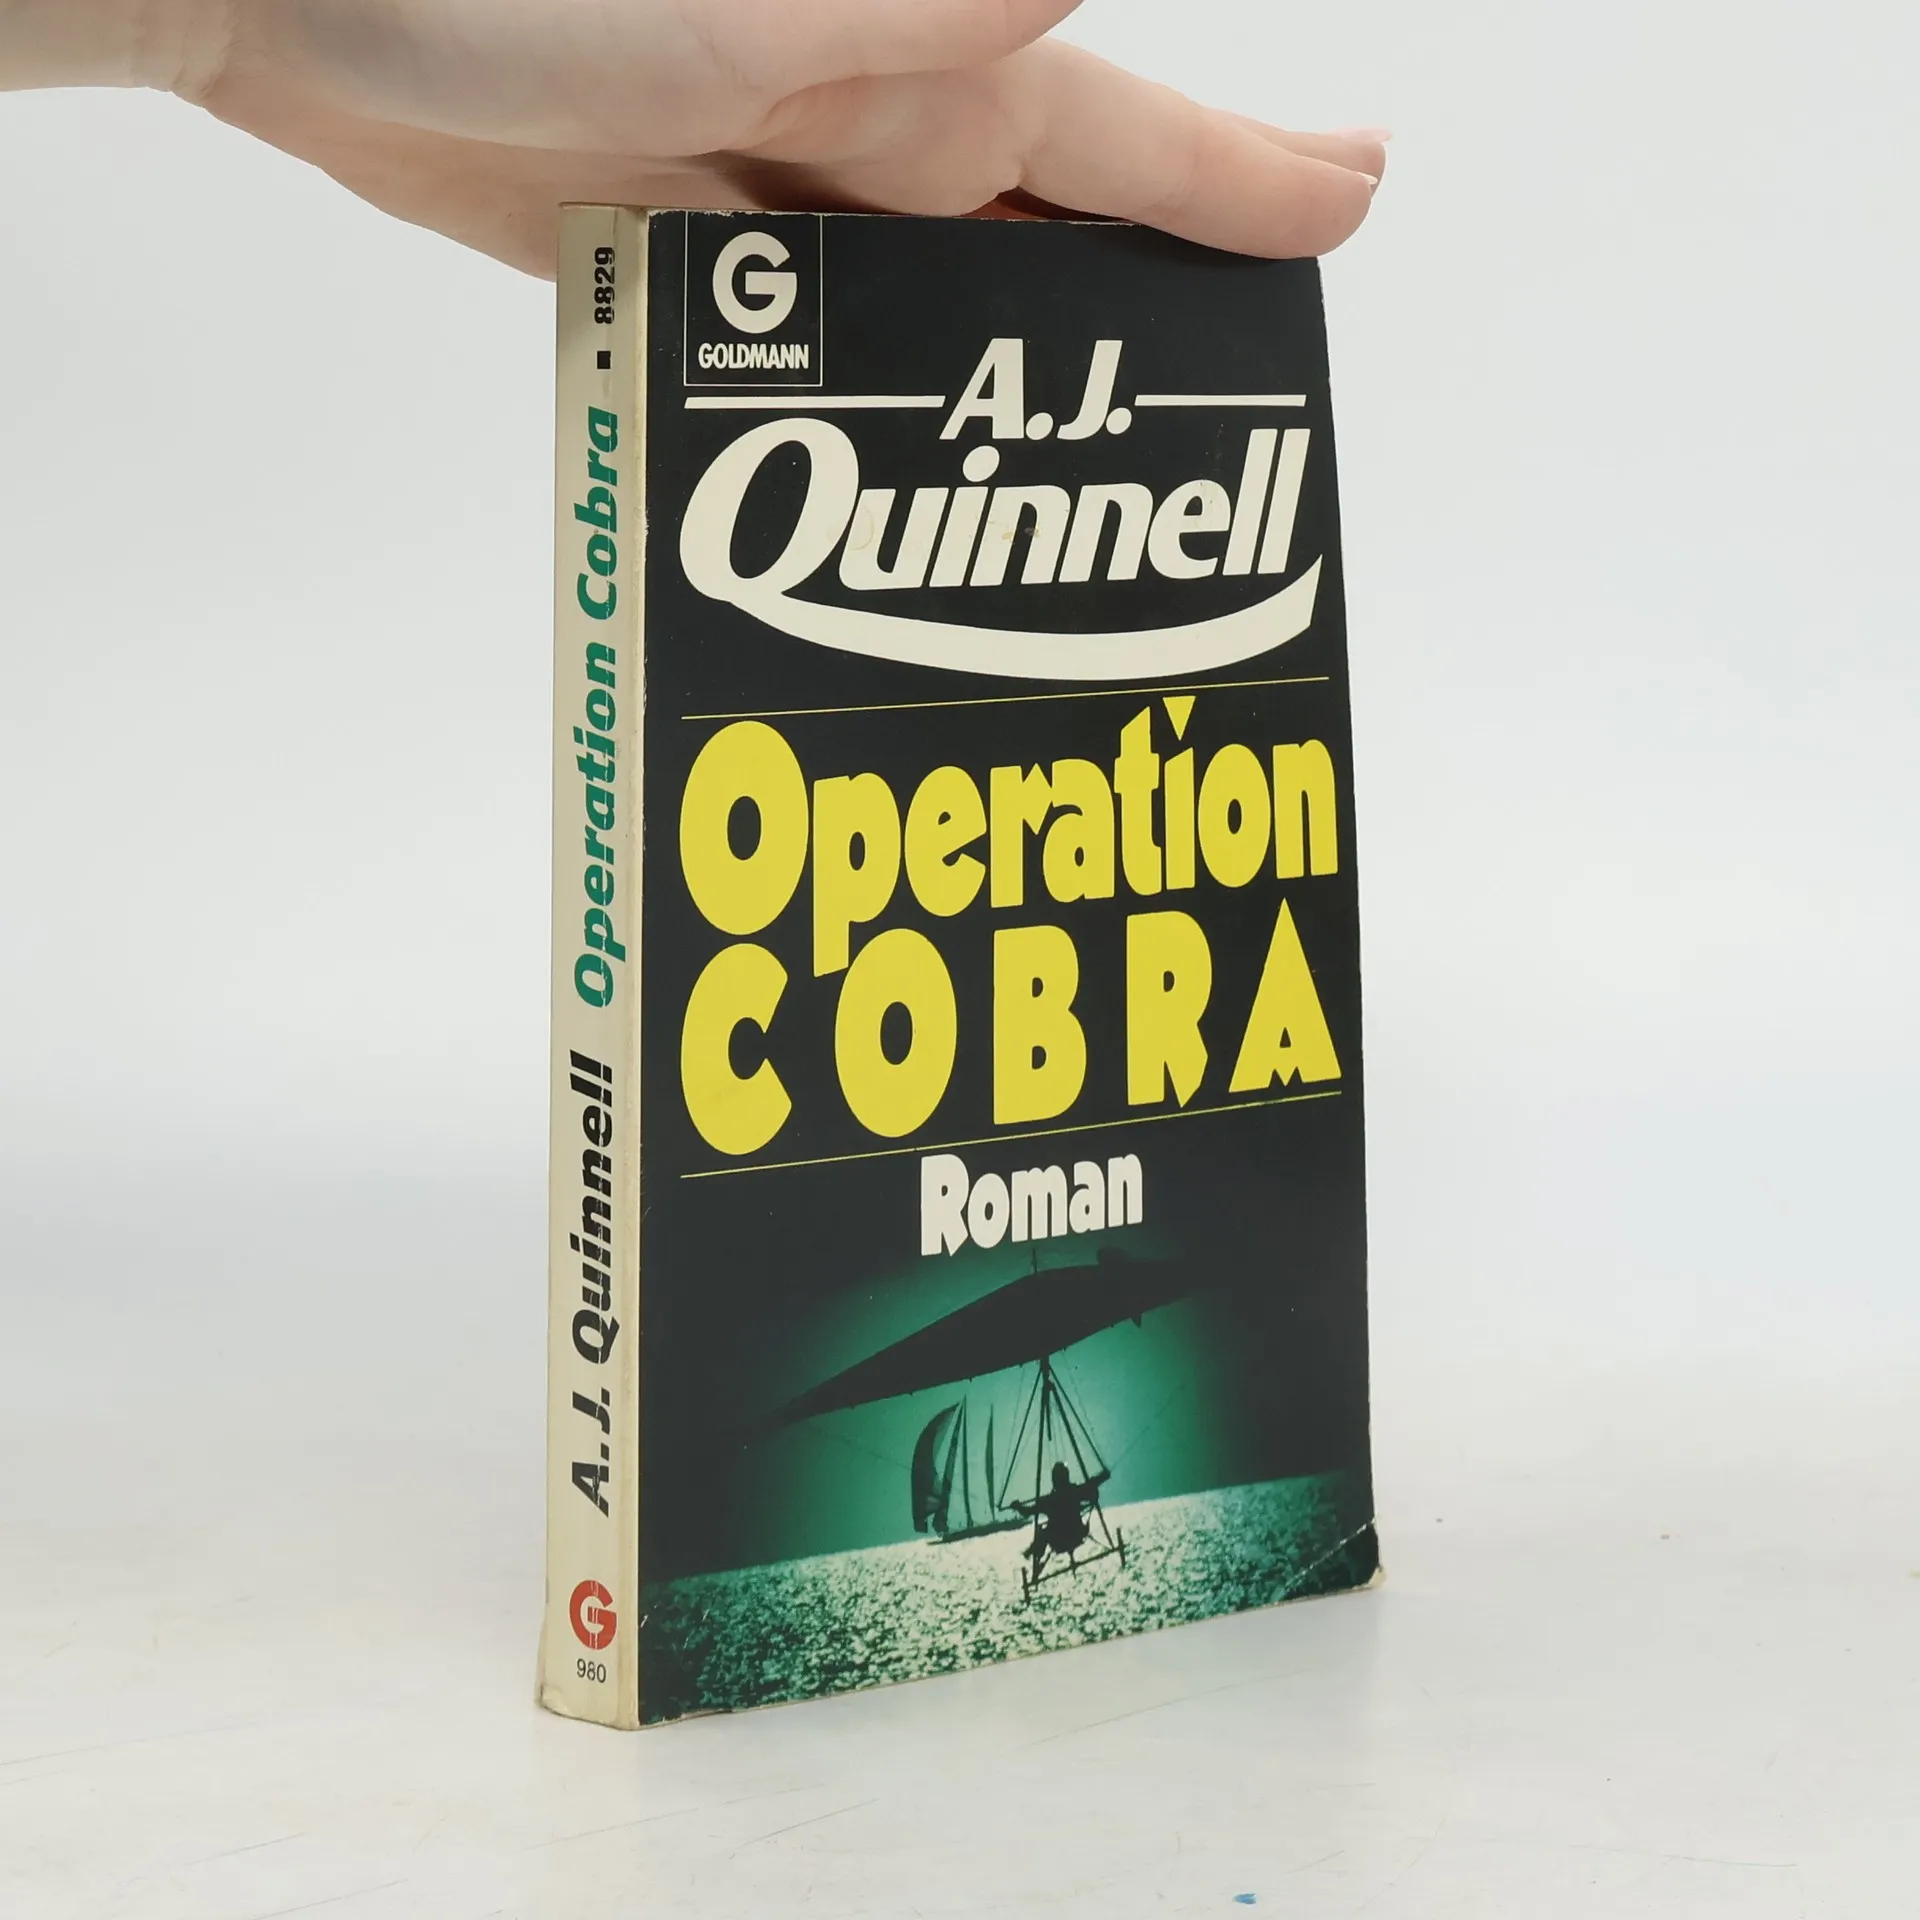 G
GOLDMANN
A.J.
Quinnell
Operation
COBRA
Roman
A.J. Quinnell Operation Cobra ▪ 8829
G
980